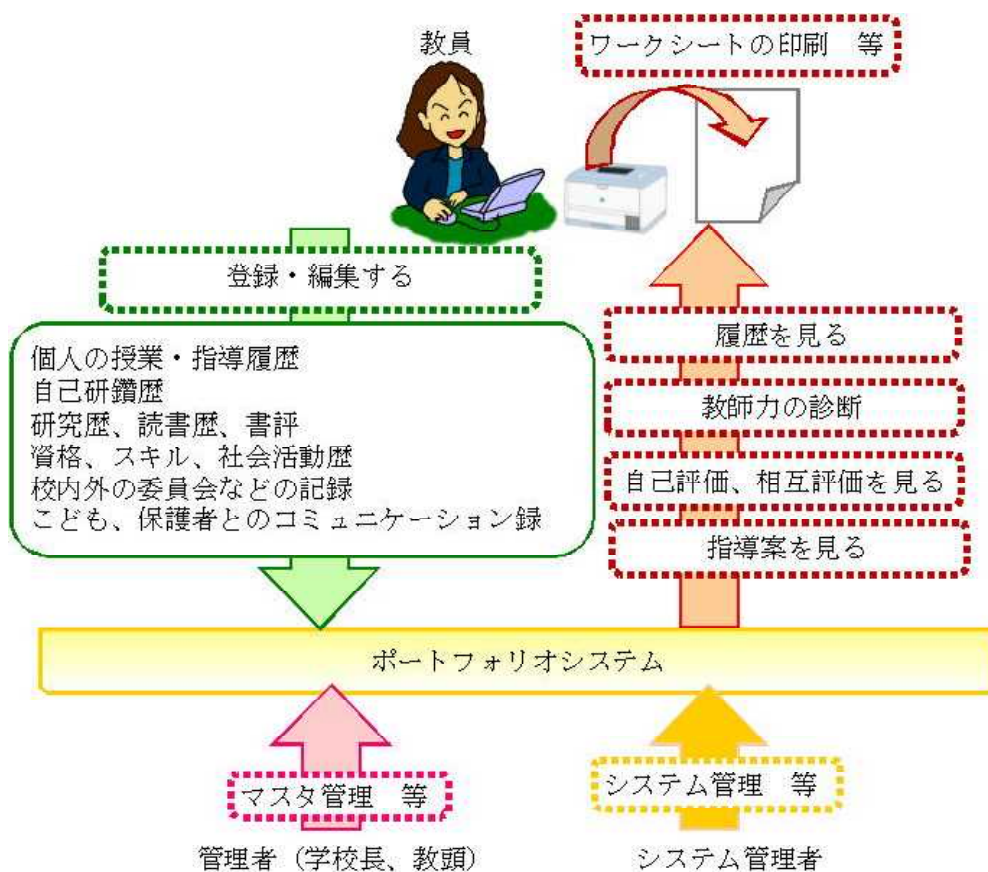 教員
ワークシートの印刷　等
登録・編集する
個人の授業・指導履歴
自己研鑽歴
研究歴、読書歴、書評
資格、スキル、社会活動歴
校内外の委員会などの記録
こども、保護者とのコミュニケーション録
履歴を見る
教師力の診断
自己評価、相互評価を見る
指導案を見る
ポートフォリオシステム
マスタ管理　等
システム管理　等
管理者（学校長、教頭）
システム管理者